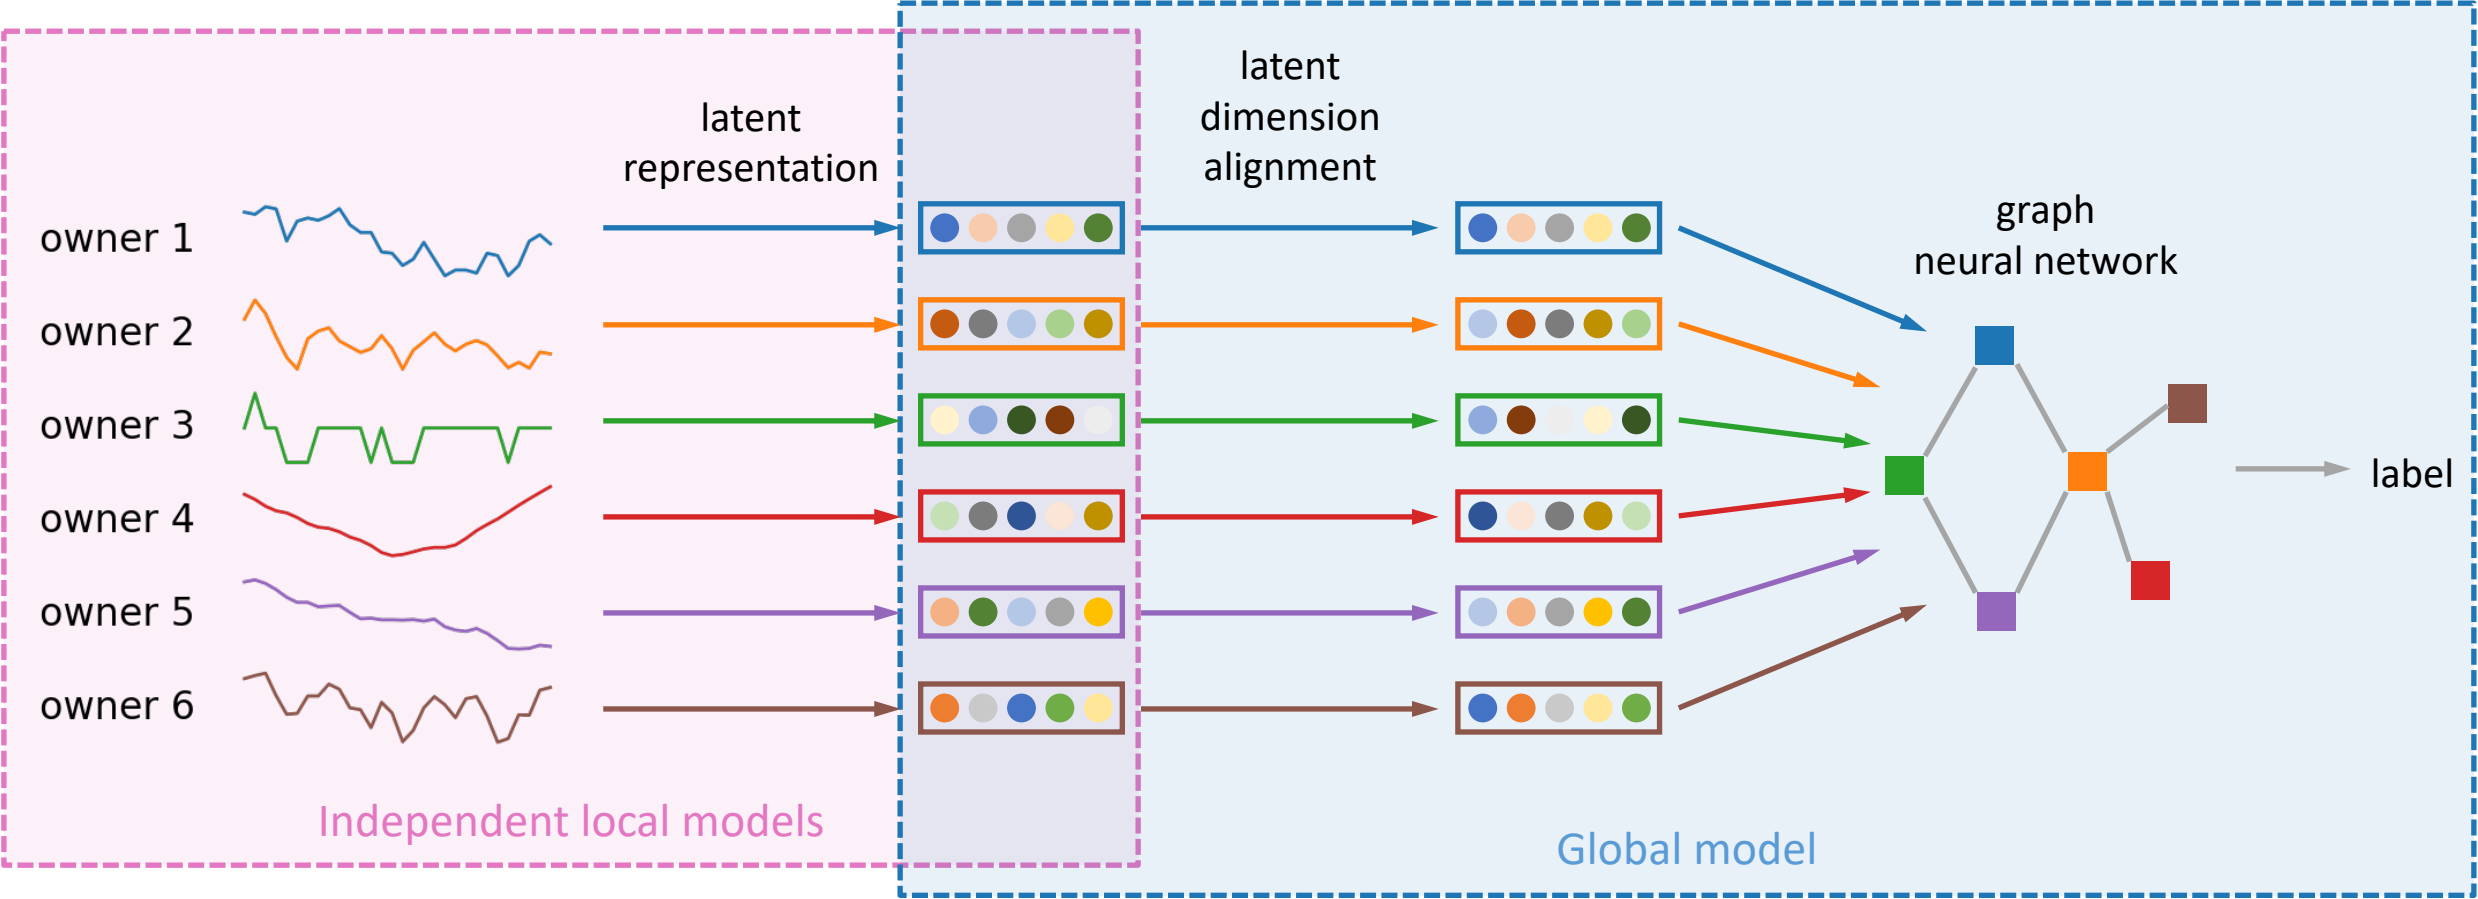 latent
representation
latent
dimension
alignment
graph
neural network
owner 1
owner 2
owner 3
owner 4
owner 5
owner 6
label
Independent local models
Global model